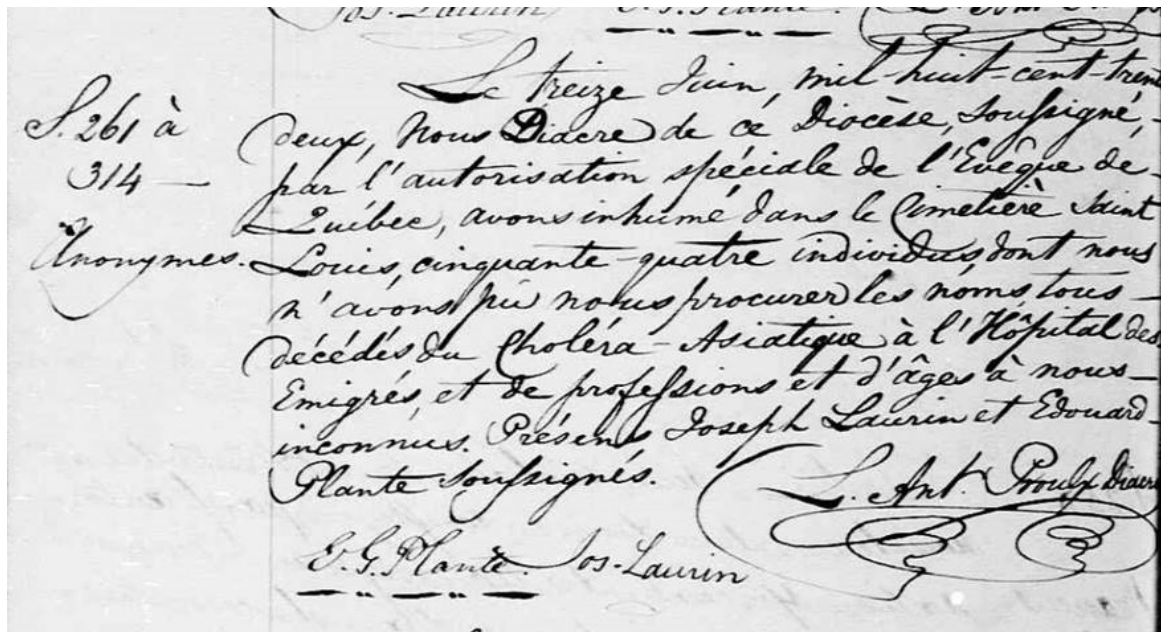 Jos. Laurin E. G. Plante.
Le treize Juin, mil-huit-cent-trente
S. 261 à
deux, Nous Diacre de ce Diocèse, Soussigné,-
314 —
par l'autorisation spéciale de l'Evêque de-
Québec, avons inhumé dans le Cimetière Saint
Anonymes.
Louis, cinquante-quatre individus, dont nous
n'avons pu nous procurer les noms, tous-
décédés du Choléra-Asiatique à l'Hôpital des
Emigrés, et de professions et d'âges à nous-
inconnus. Présens Joseph Laurin et Edouard-
Plante Soussignés.
L. Ant. Proulx Diacre
E. G. Plante. Jos. Laurin